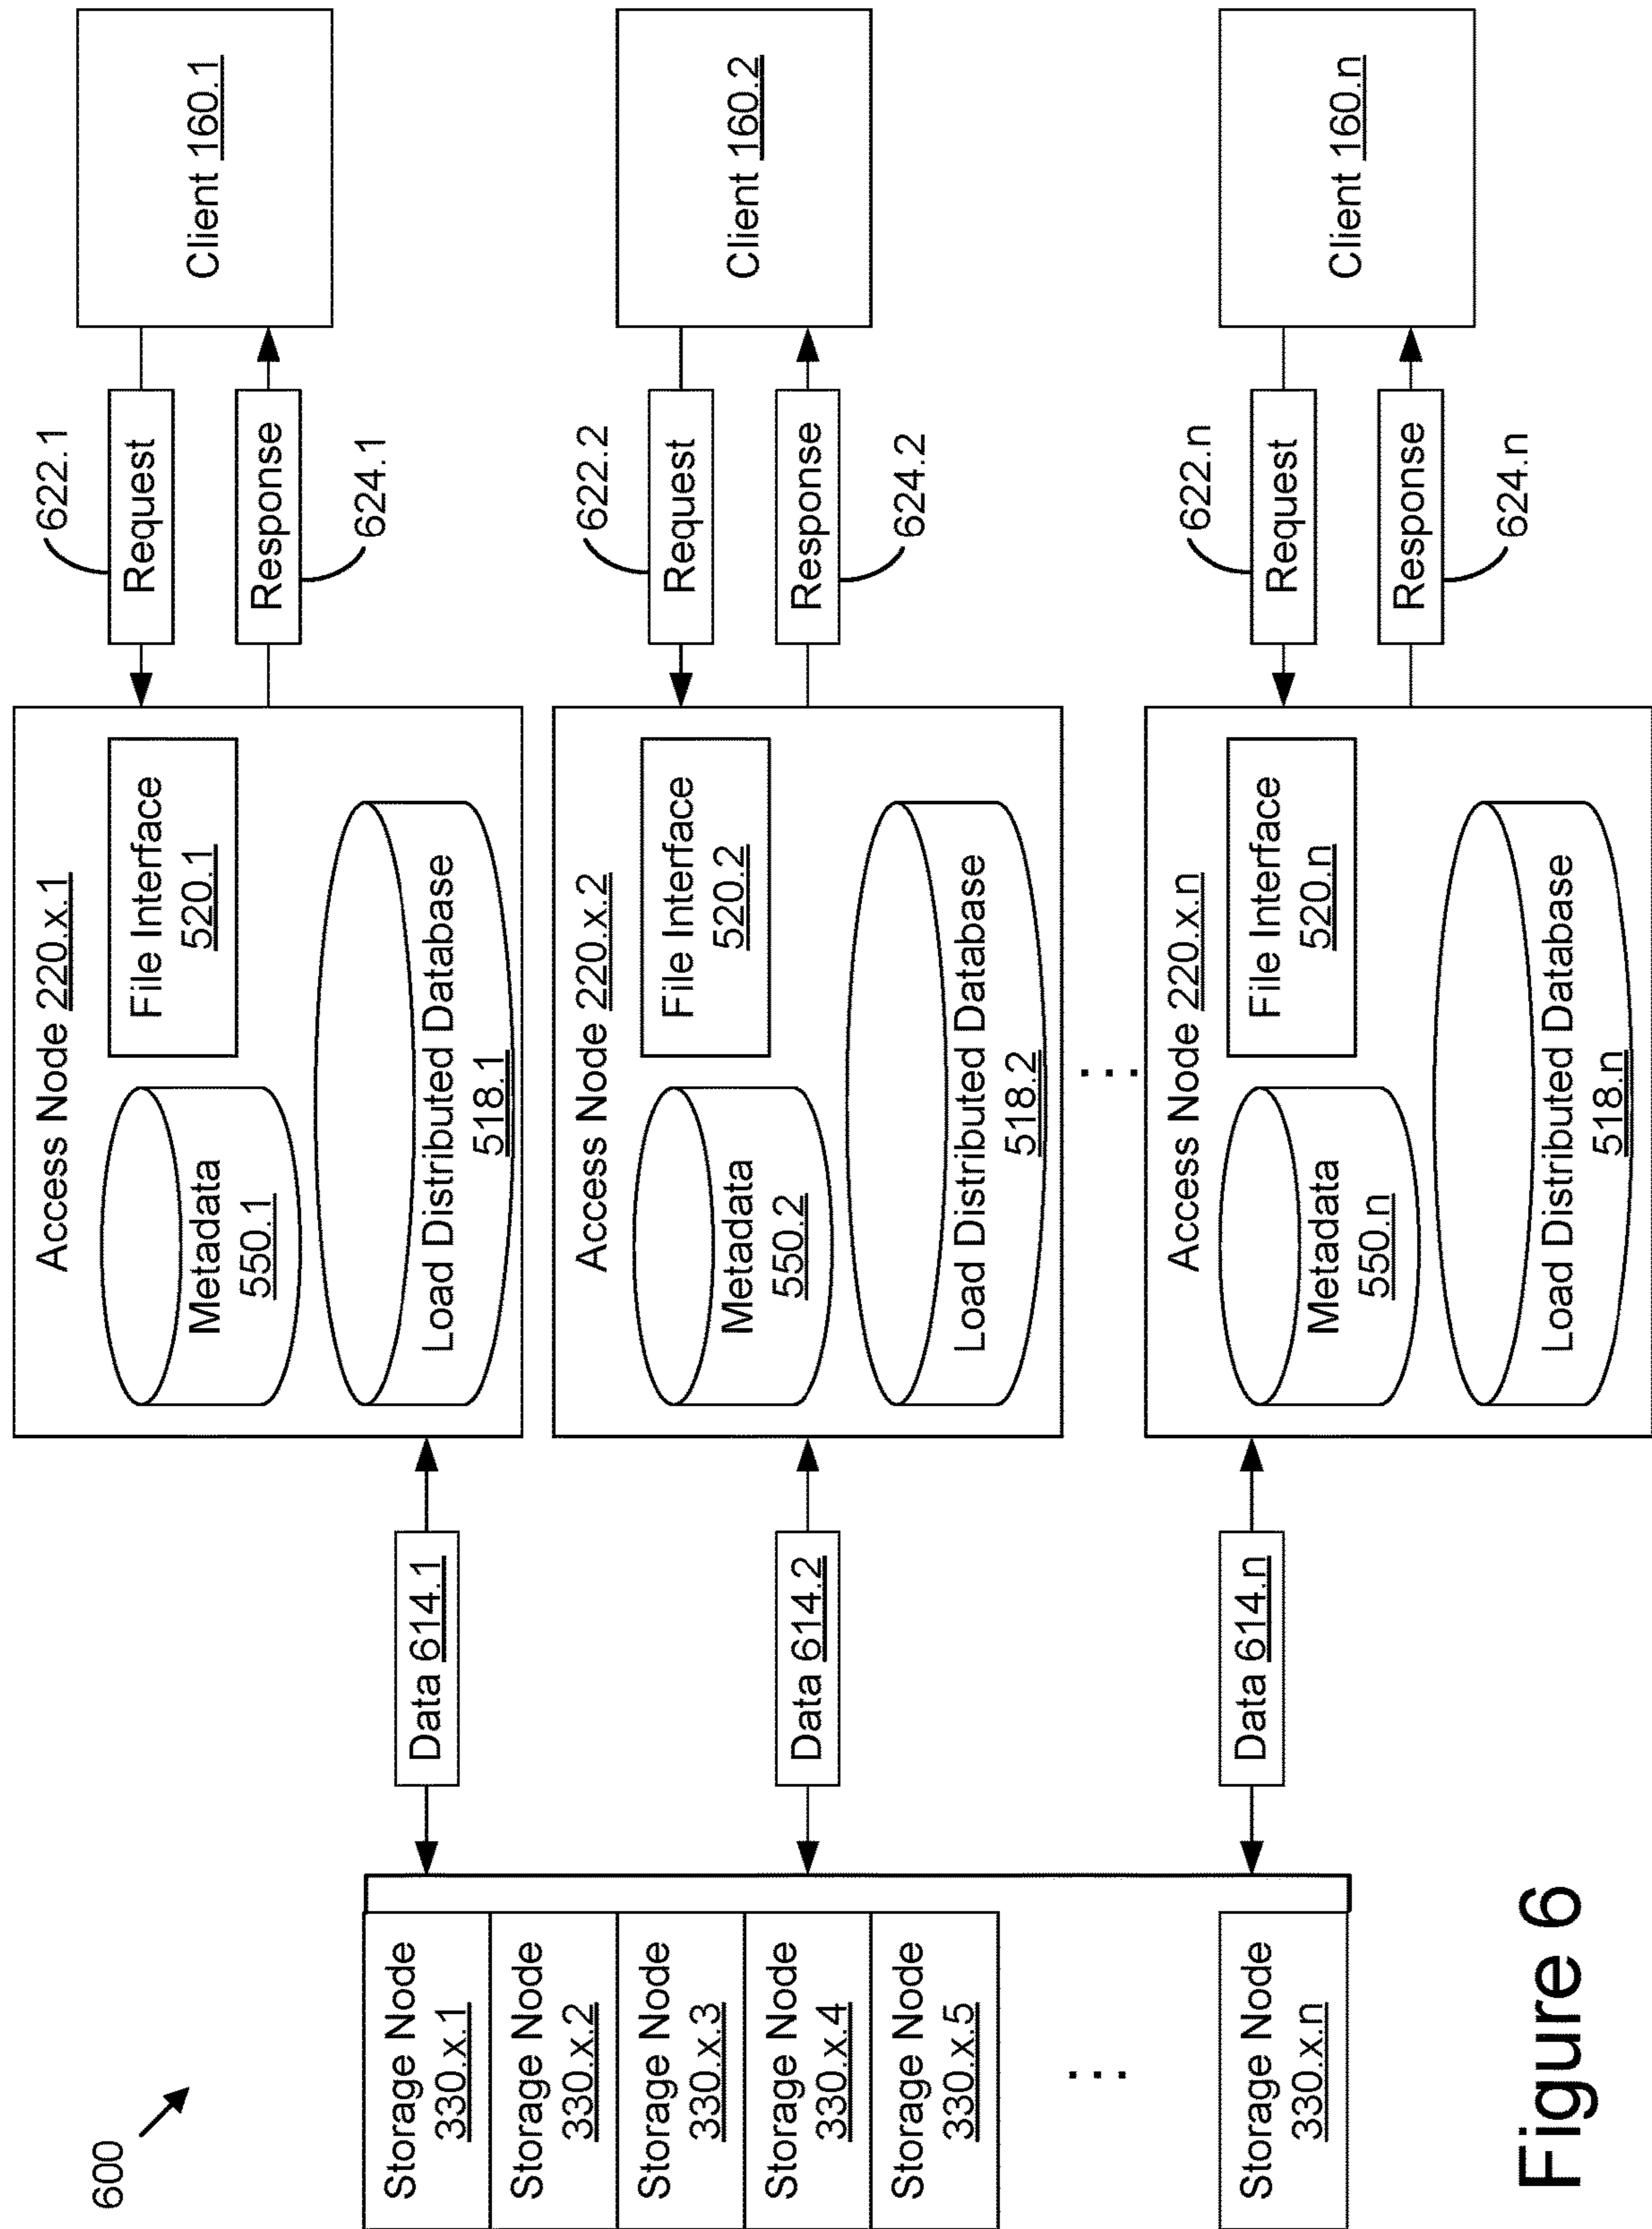 600
Storage Node
330.x.1
Storage Node
330.x.2
Storage Node
330.x.3
Storage Node
330.x.4
Storage Node
330.x.5
...
Storage Node
330.x.n
Data 614.1
Data 614.2
Data 614.n
Access Node 220.x.1
Metadata
550.1
File Interface
520.1
Load Distributed Database
518.1
Access Node 220.x.2
Metadata
550.2
File Interface
520.2
Load Distributed Database
518.2
...
Access Node 220.x.n
Metadata
550.n
File Interface
520.n
Load Distributed Database
518.n
622.1
Request
Response
624.1
Client 160.1
622.2
Request
Response
624.2
Client 160.2
622.n
Request
Response
624.n
Client 160.n
Figure 6